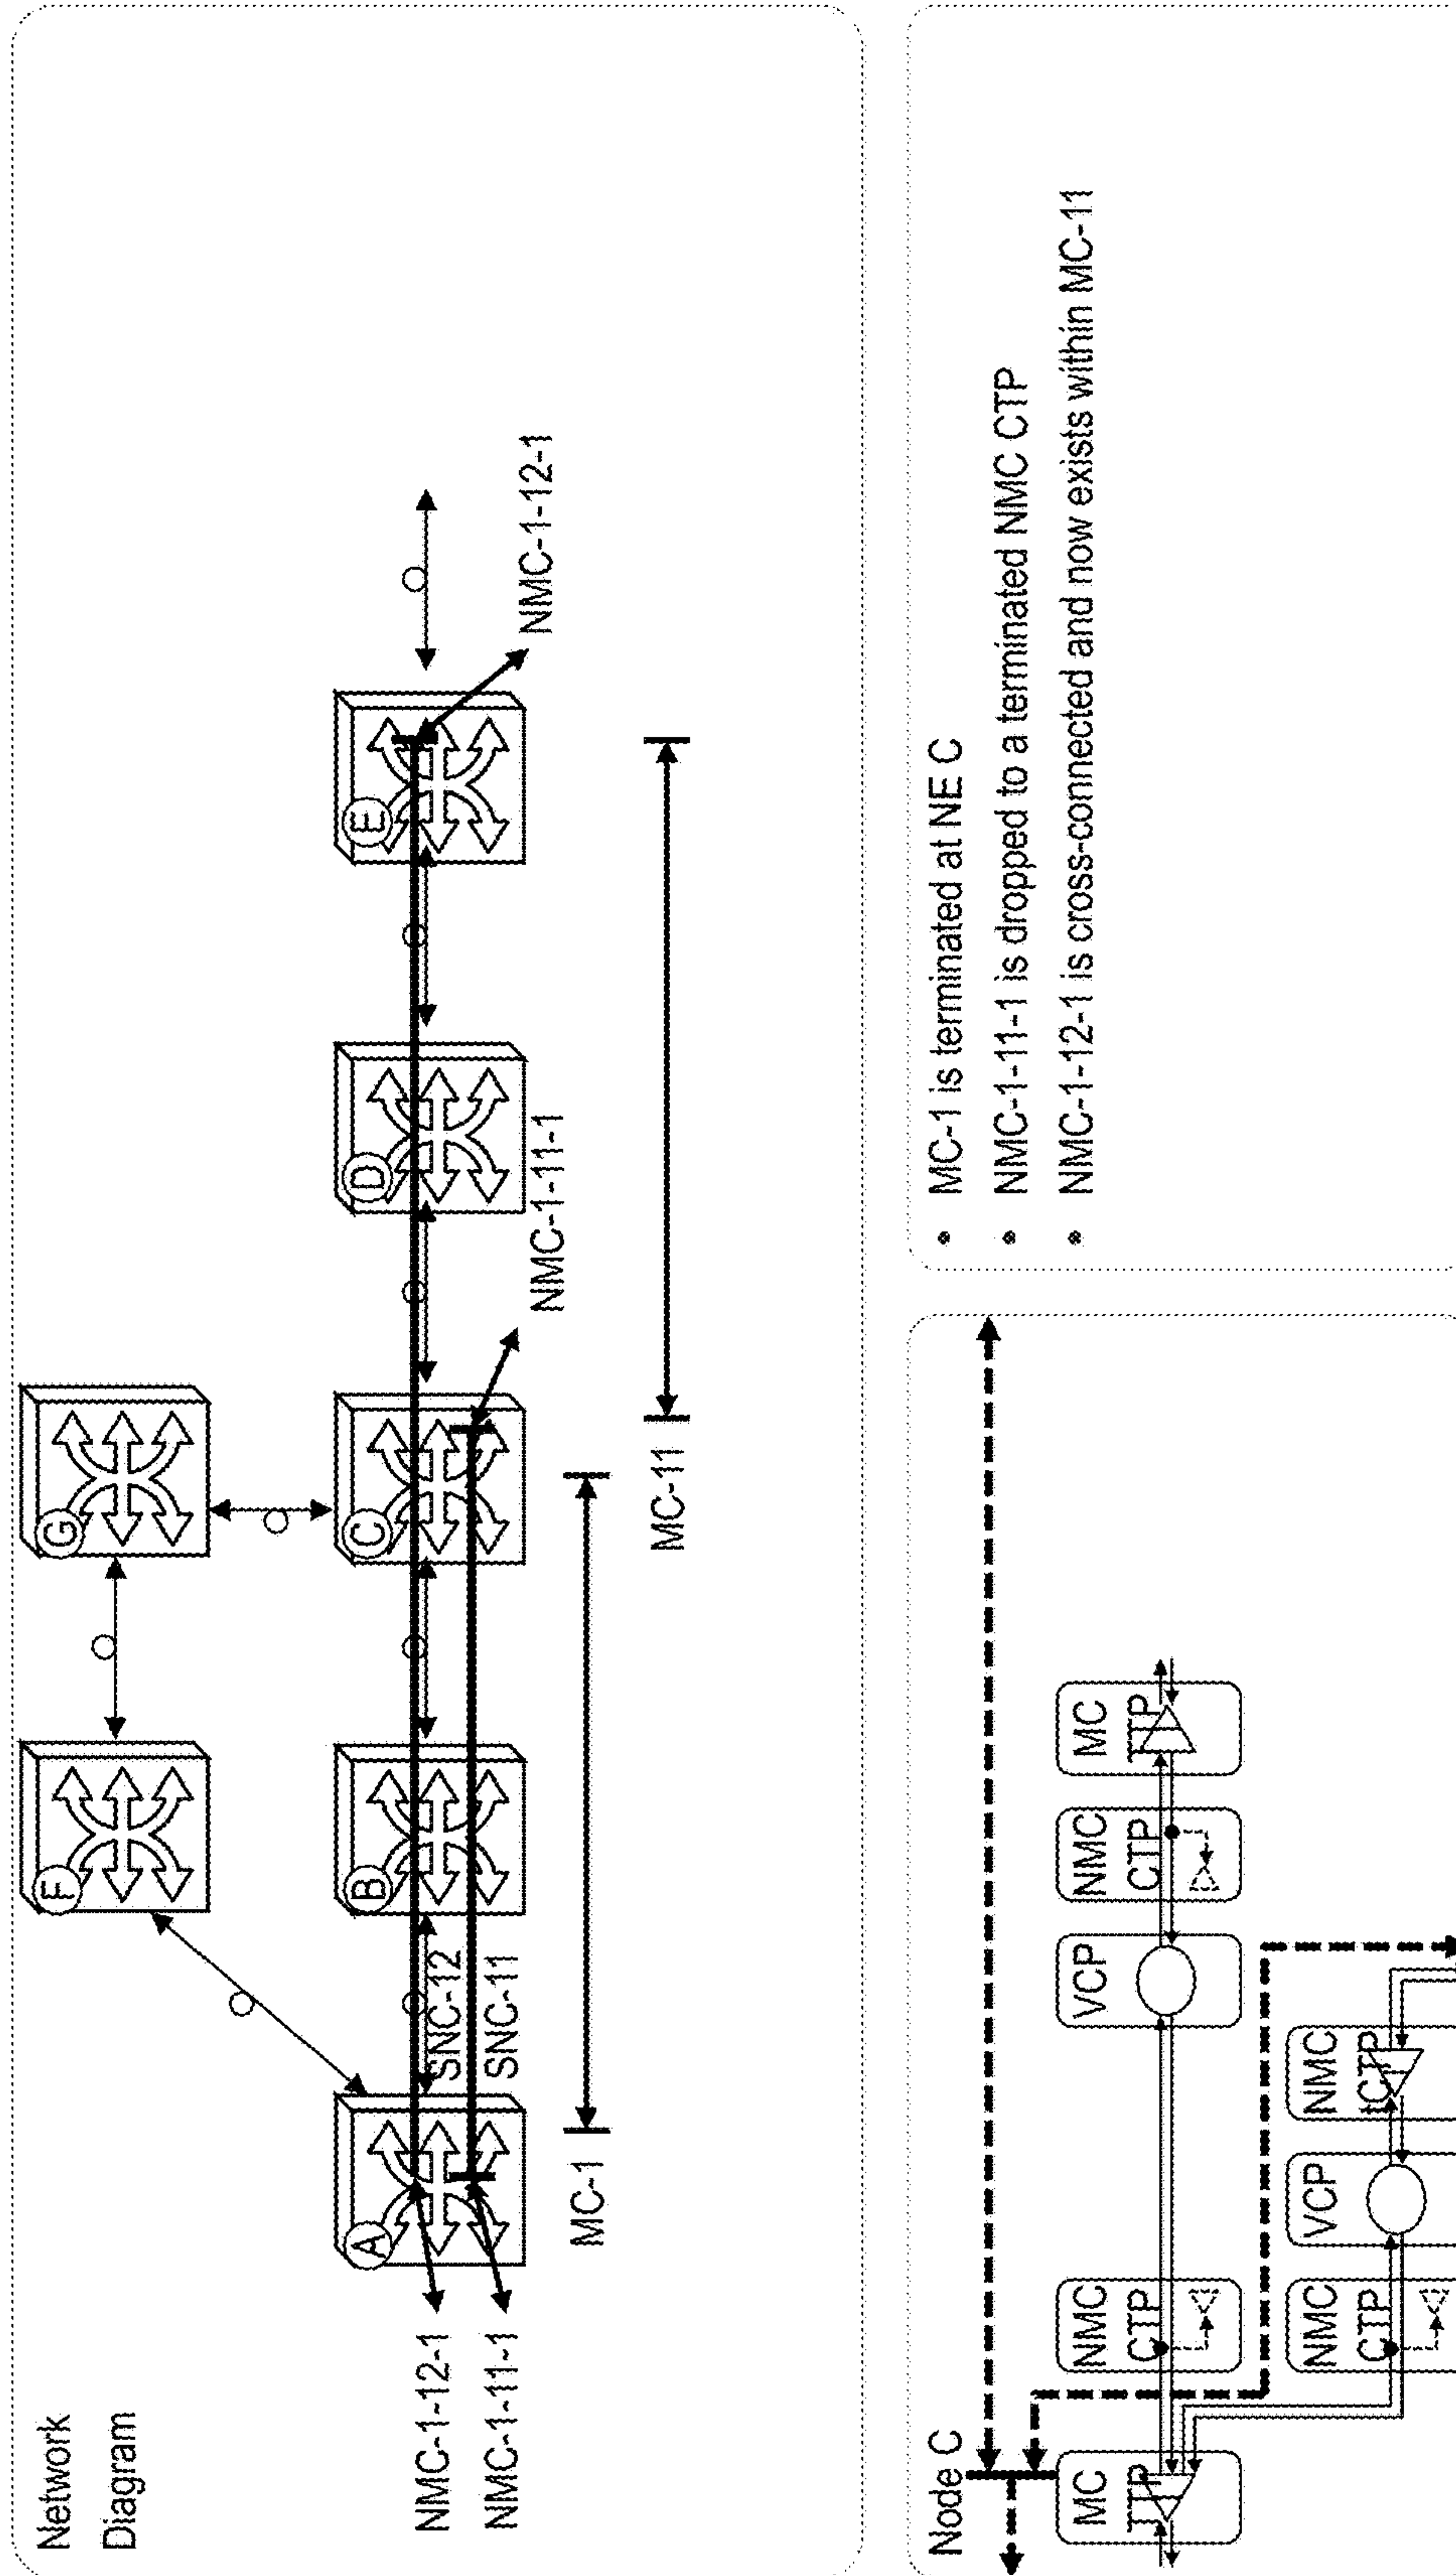 Network
Diagram
F
G
A
B
C
D
E
SNC-12
SNC-11
NMC-1-12-1
NMC-1-11-1
NMC-1-11-1
NMC-1-12-1
MC-1
MC-11
Node C
MC
TTP
NMC
CTP
VCP
NMC
CTP
MC
TTP
NMC
CTP
VCP
NMC
tCTP
• MC-1 is terminated at NE C
• NMC-1-11-1 is dropped to a terminated NMC CTP
• NMC-1-12-1 is cross-connected and now exists within MC-11